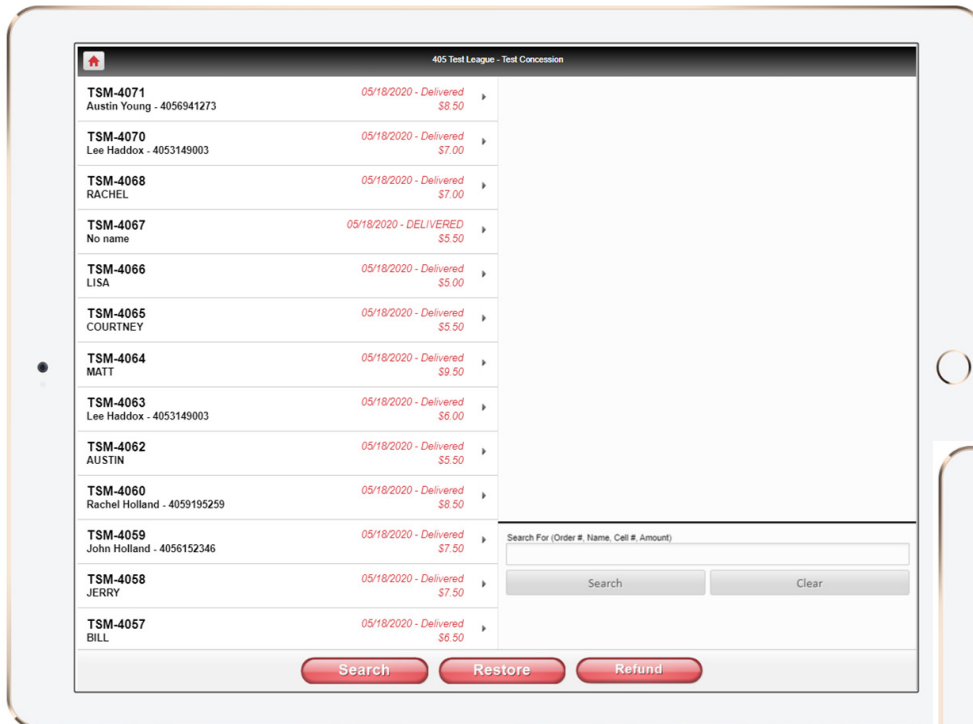 405 Test League - Test Concession
TSM-4071 05/18/2020 - Delivered
Austin Young - 4056941273 $8.50
TSM-4070 05/18/2020 - Delivered
Lee Haddox - 4053149003 $7.00
TSM-4068 05/18/2020 - Delivered
RACHEL $7.00
TSM-4067 05/18/2020 - DELIVERED
No name $5.50
TSM-4066 05/18/2020 - Delivered
LISA $5.00
TSM-4065 05/18/2020 - Delivered
COURTNEY $5.50
TSM-4064 05/18/2020 - Delivered
MATT $9.50
TSM-4063 05/18/2020 - Delivered
Lee Haddox - 4053149003 $6.00
TSM-4062 05/18/2020 - Delivered
AUSTIN $5.50
TSM-4060 05/18/2020 - Delivered
Rachel Holland - 4059195259 $8.50
TSM-4059 05/18/2020 - Delivered
John Holland - 4056152346 $7.50
TSM-4058 05/18/2020 - Delivered
JERRY $7.50
TSM-4057 05/18/2020 - Delivered
BILL $6.50
Search For (Order #, Name, Cell #, Amount)
Search Clear
Search Restore Refund